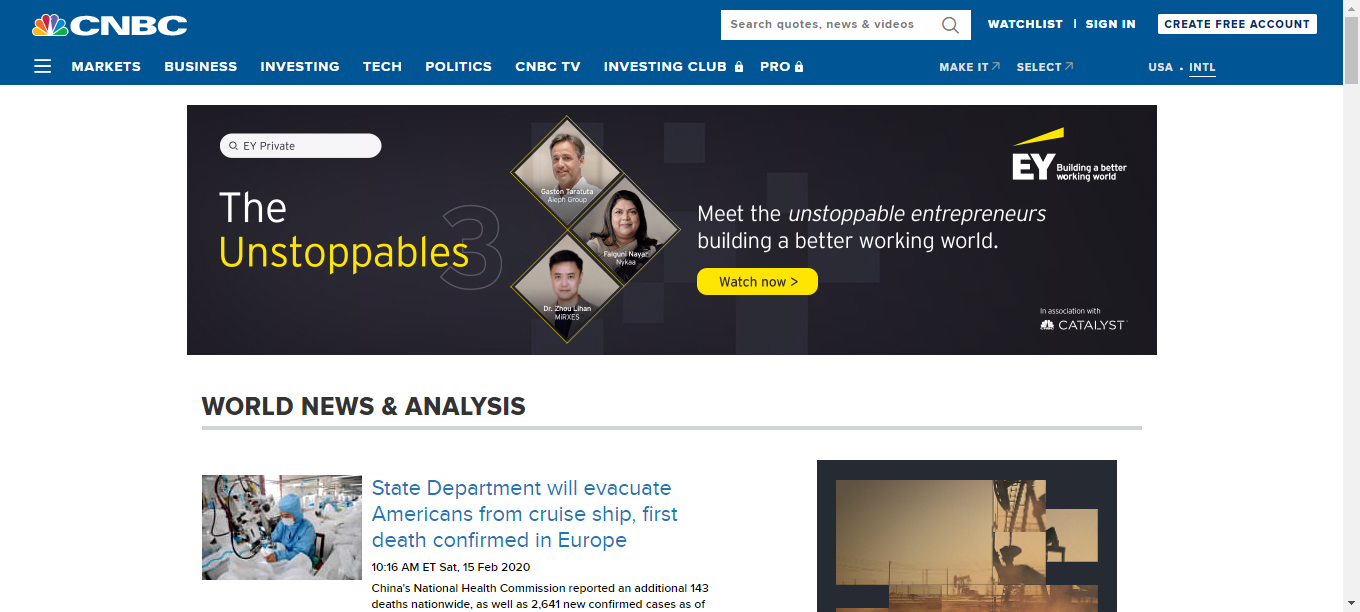 CNBC
Search quotes, news & videos
WATCHLIST | SIGN IN
CREATE FREE ACCOUNT
MARKETS BUSINESS INVESTING TECH POLITICS CNBC TV INVESTING CLUB PRO
MAKE IT SELECT
USA • INTL
EY Private
The
Unstoppables
3
Gaston Taratuta
Aleph Group
Falguni Nayar
Nykaa
Dr. Zhou Lihan
MiRXES
Meet the unstoppable entrepreneurs
building a better working world.
Watch now >
EY
Building a better
working world
In association with
CATALYST
WORLD NEWS & ANALYSIS
State Department will evacuate
Americans from cruise ship, first
death confirmed in Europe
10:16 AM ET Sat, 15 Feb 2020
China's National Health Commission reported an additional 143
deaths nationwide, as well as 2,641 new confirmed cases as of